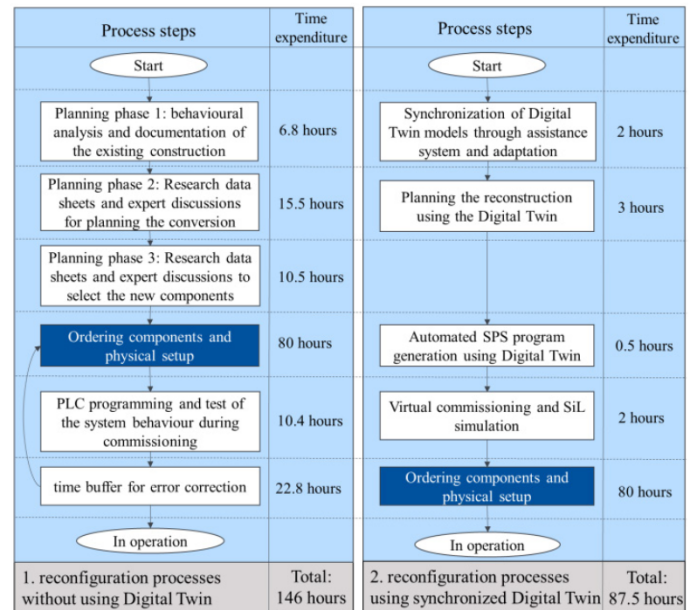 Process steps
Time
expenditure
Start
Planning phase 1: behavioural
analysis and documentation of
the existing construction
6.8 hours
Planning phase 2: Research data
sheets and expert discussions
for planning the conversion
15.5 hours
Planning phase 3: Research data
sheets and expert discussions to
select the new components
10.5 hours
Ordering components and
physical setup
80 hours
PLC programming and test of
the system behaviour during
commissioning
10.4 hours
time buffer for error correction
22.8 hours
In operation
1. reconfiguration processes
without using Digital Twin
Total:
146 hours
Process steps
Time
expenditure
Start
Synchronization of Digital
Twin models through assistance
system and adaptation
2 hours
Planning the reconstruction
using the Digital Twin
3 hours
Automated SPS program
generation using Digital Twin
0.5 hours
Virtual commissioning and SiL
simulation
2 hours
Ordering components and
physical setup
80 hours
In operation
2. reconfiguration processes
using synchronized Digital Twin
Total:
87.5 hours